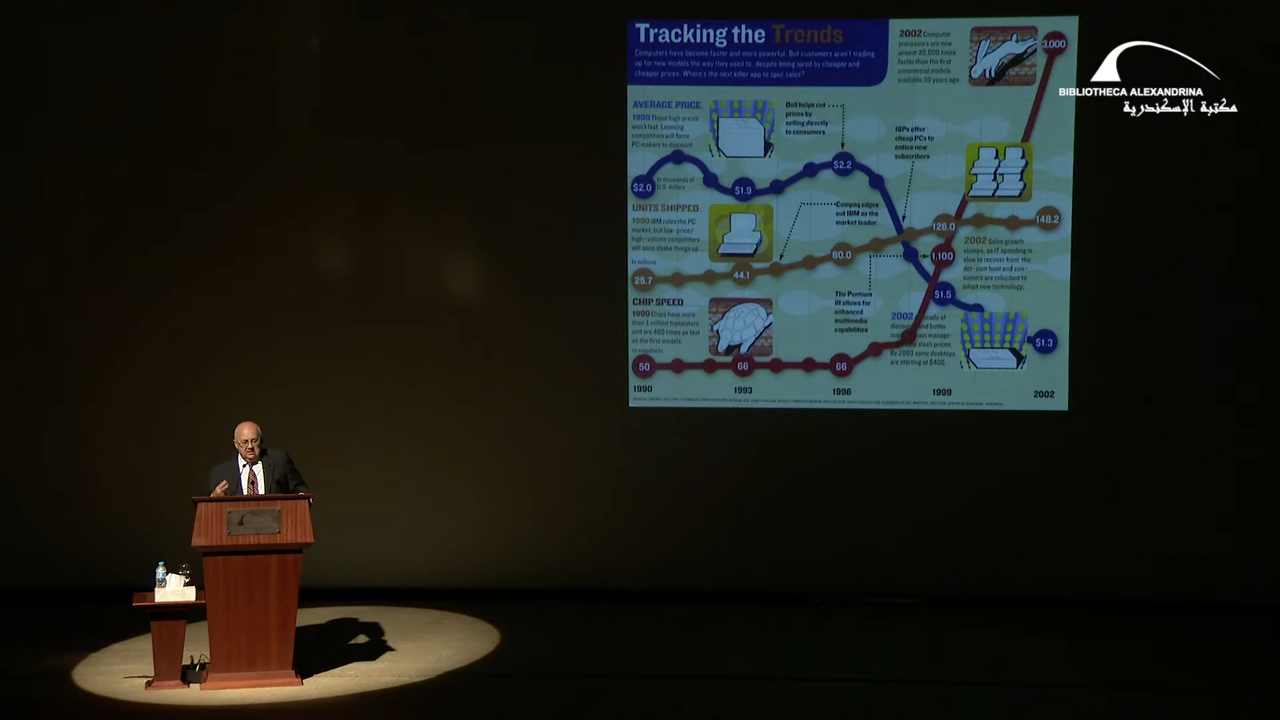 Tracking the Trends
Computers have become faster and more powerful. But customers aren't trading
up for new models the way they used to, despite being lured by cheaper and
cheaper prices. Where's the next killer app to spur sales?
2002 Computer
processors are now
almost 30,000 times
faster than the first
commercial models
available 30 years ago.
3,000
BIBLIOTHECA ALEXANDRINA
مكتبة الإسكندرية
AVERAGE PRICE
1990 These high prices
won't last. Looming
competition will force
PC makers to discount
Dell helps cut
prices by
selling directly
to consumers
ISPs offer
cheap PCs to
entice new
subscribers
$2.0
In thousands of
U.S. dollars
$1.9
$2.2
UNITS SHIPPED
1990 IBM rules the PC
market, but low-price/
high-volume competitors
will soon shake things up
In millions
25.7
44.1
Compaq edges
out IBM as the
market leader
80.0
126.0
148.2
1,100
2002 Sales growth
slumps, as IT spending is
slow to recover from the
dot-com bust and con-
sumers are reluctant to
adopt new technology.
CHIP SPEED
1990 Chips have more
than 1 million transistors
and are 460 times as fast
as the first models.
In megahertz
The Pentium
III allows for
enhanced
multimedia
capabilities
$1.5
2002
discount and better
manage-
slash prices.
By 2003 some desktops
are starting at $400.
$1.3
50
66
66
1990
1993
1996
1999
2002